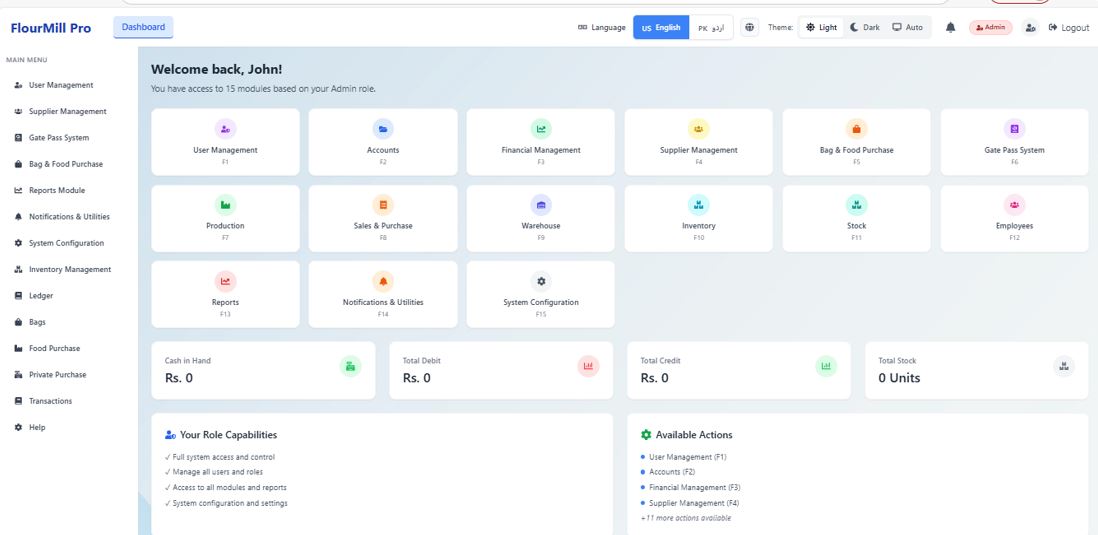 FlourMill Pro
Dashboard
Language
US English
PK اردو
Theme:
Light
Dark
Auto
Admin
Logout
MAIN MENU
User Management
Supplier Management
Gate Pass System
Bag & Food Purchase
Reports Module
Notifications & Utilities
System Configuration
Inventory Management
Ledger
Bags
Food Purchase
Private Purchase
Transactions
Help
Welcome back, John!
You have access to 15 modules based on your Admin role.
User Management
F1
Accounts
F2
Financial Management
F3
Supplier Management
F4
Bag & Food Purchase
F5
Gate Pass System
F6
Production
F7
Sales & Purchase
F8
Warehouse
F9
Inventory
F10
Stock
F11
Employees
F12
Reports
F13
Notifications & Utilities
F14
System Configuration
F15
Cash in Hand
Rs. 0
Total Debit
Rs. 0
Total Credit
Rs. 0
Total Stock
0 Units
Your Role Capabilities
✓ Full system access and control
✓ Manage all users and roles
✓ Access to all modules and reports
✓ System configuration and settings
Available Actions
User Management (F1)
Accounts (F2)
Financial Management (F3)
Supplier Management (F4)
+11 more actions available